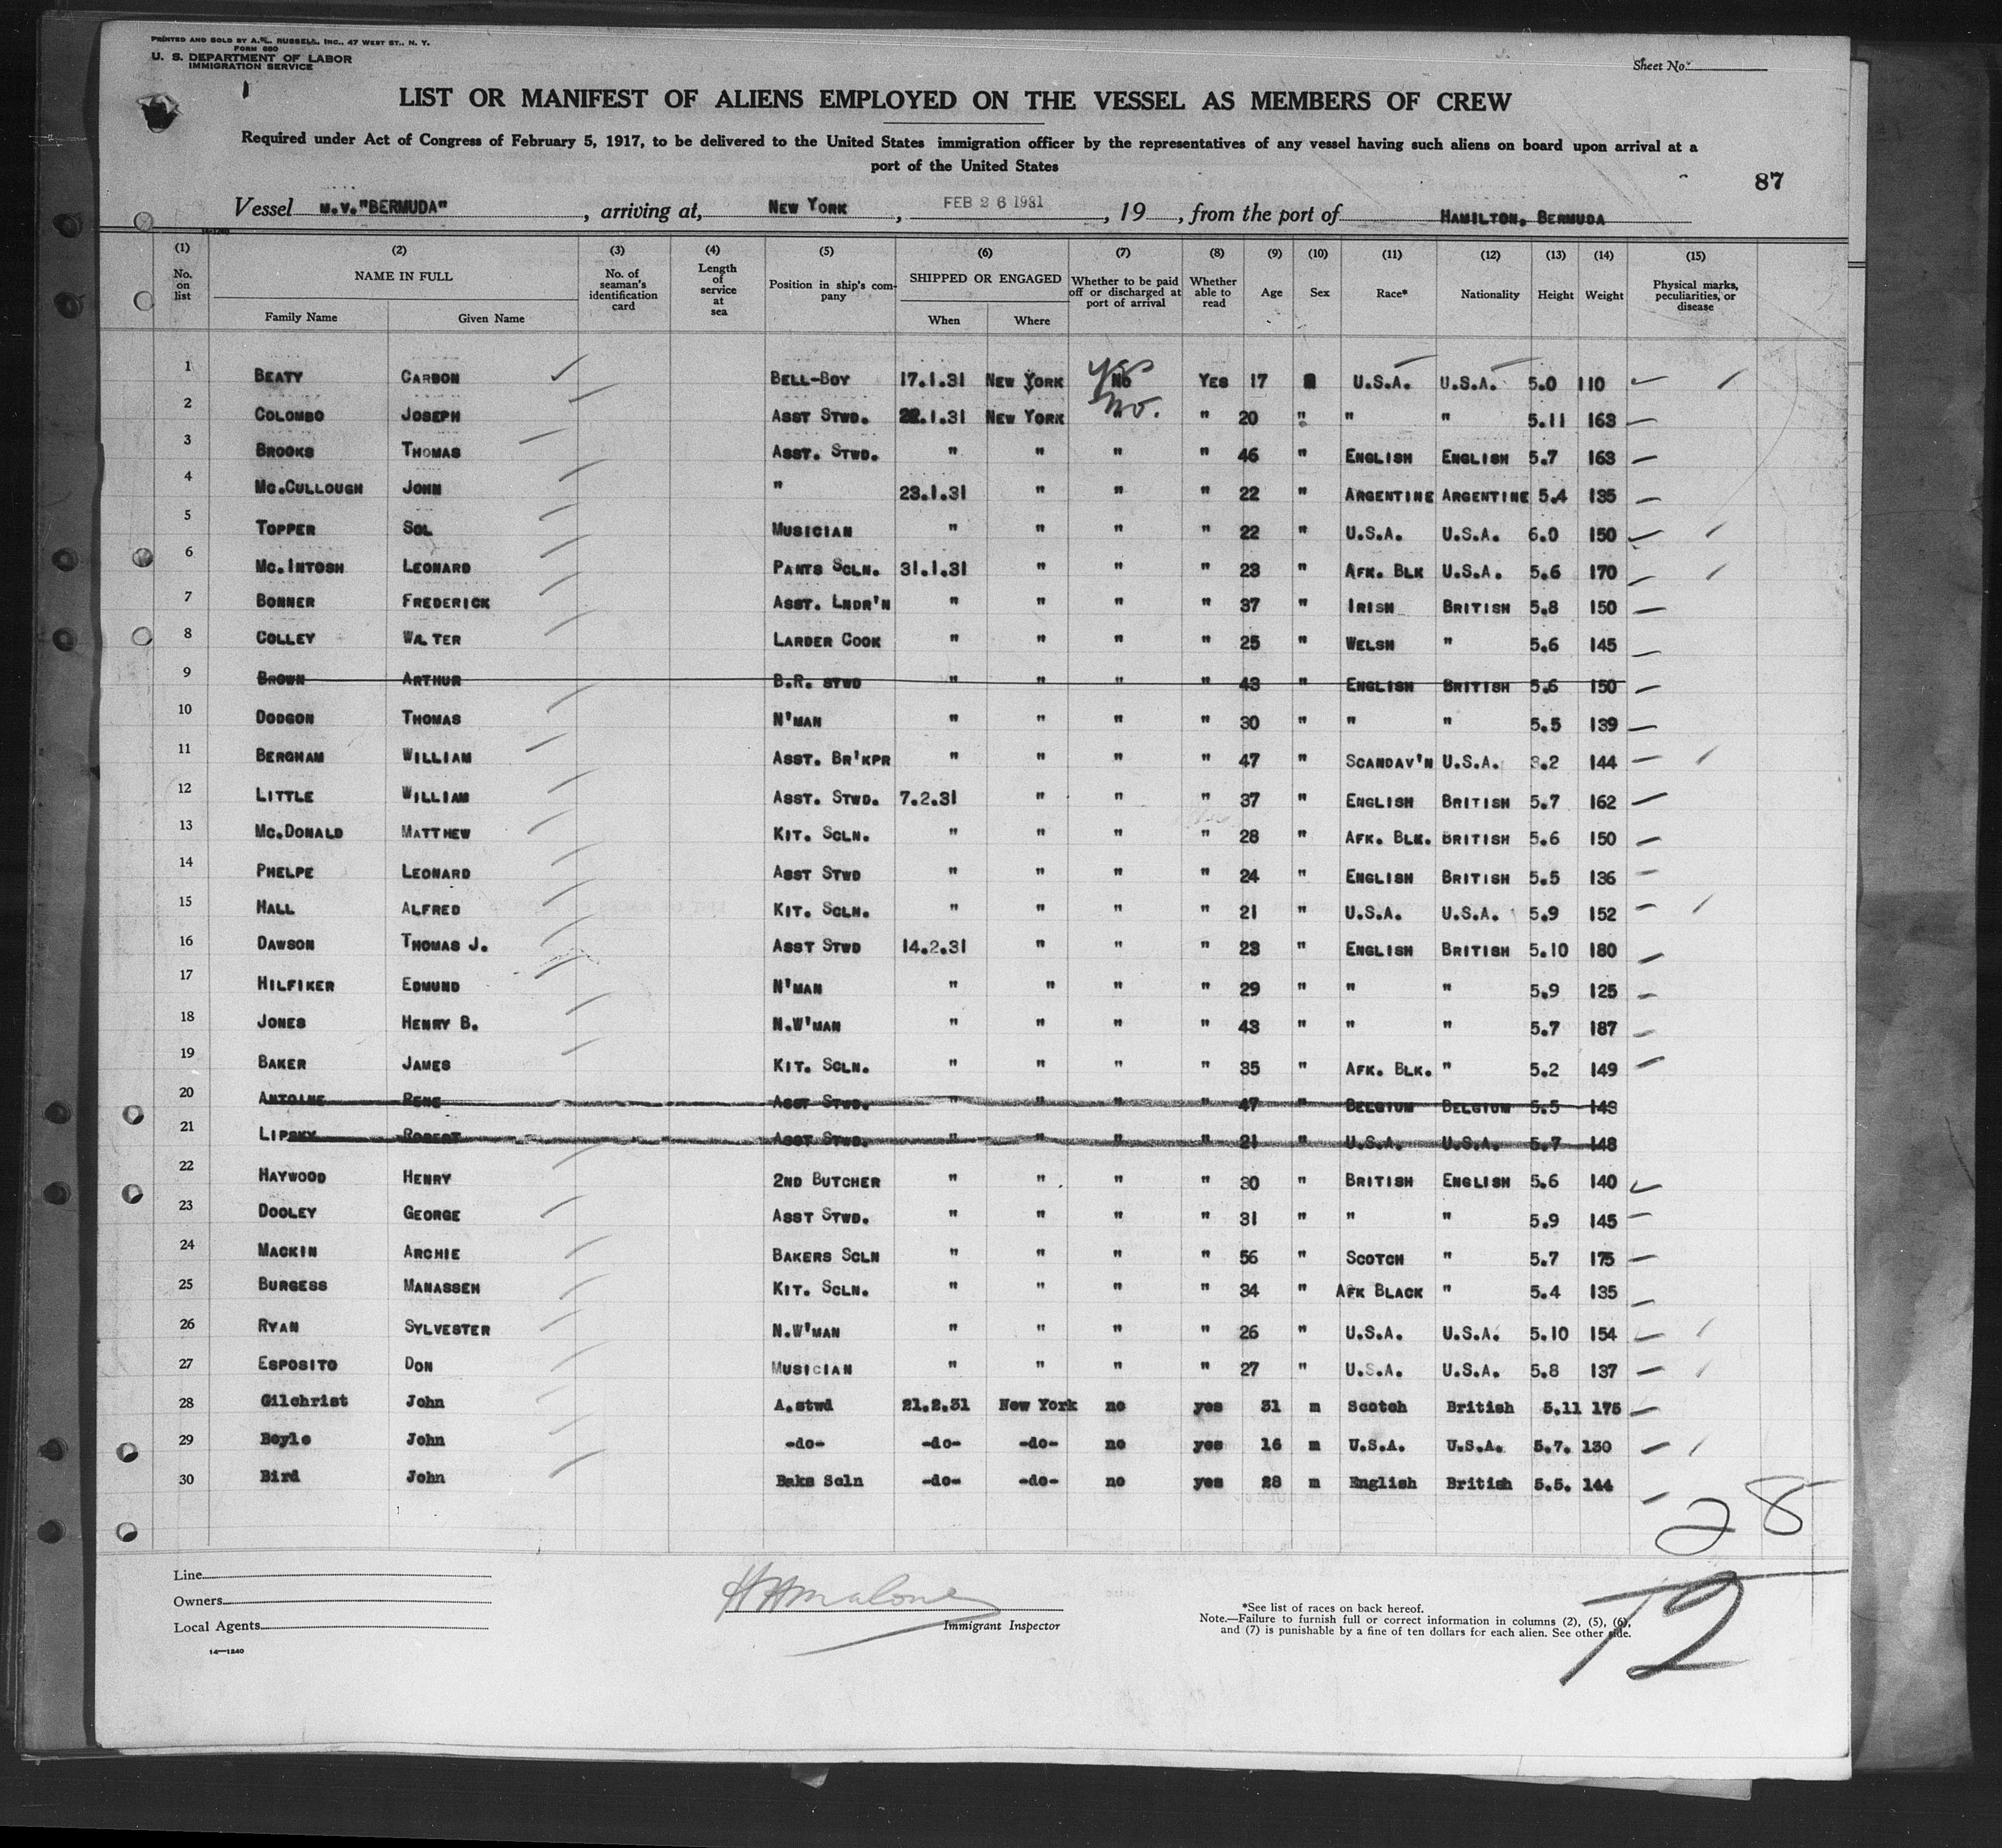 PRINTED AND SOLD BY A. L. RUSSELL, INC., 47 WEST ST., N. Y.
FORM 680
U. S. DEPARTMENT OF LABOR
IMMIGRATION SERVICE
Sheet No.
LIST OR MANIFEST OF ALIENS EMPLOYED ON THE VESSEL AS MEMBERS OF CREW
Required under Act of Congress of February 5, 1917, to be delivered to the United States immigration officer by the representatives of any vessel having such aliens on board upon arrival at a
port of the United States
87
Vessel M.V."BERMUDA", arriving at, NEW YORK, FEB 26 1931, 19 , from the port of HAMILTON, BERMUDA
(1) No. on list (2) NAME IN FULL Family Name Given Name (3) No. of seaman's identification card (4) Length of service at sea (5) Position in ship's company (6) SHIPPED OR ENGAGED When Where (7) Whether to be paid off or discharged at port of arrival (8) Whether able to read (9) Age (10) Sex (11) Race* (12) Nationality (13) Height (14) Weight (15) Physical marks, peculiarities, or disease
1 BEATY CARSON BELL-BOY 17.1.31 NEW YORK No yes YES 17 U.S.A. U.S.A. 5.0 110
2 COLOMBO JOSEPH ASST STWD. 22.1.31 NEW YORK No. " 20 " " " 5.11 163
3 BROOKS THOMAS ASST. STWD. " " " " 46 " ENGLISH ENGLISH 5.7 163
4 MC.CULLOUGH JOHN " 23.1.31 " " " 22 " ARGENTINE ARGENTINE 5.4 135
5 TOPPER SOL MUSICIAN " " " " 22 " U.S.A. U.S.A. 6.0 150
6 MC.INTOSH LEONARD PANTS SCLN. 31.1.31 " " " 23 " AFK. BLK U.S.A. 5.6 170
7 BONNER FREDERICK ASST. LNDR'N " " " " 37 " IRISH BRITISH 5.8 150
8 COLLEY WALTER LARDER COOK " " " " 25 " WELSH " 5.6 145
9 BROWN ARTHUR B.R. STWD " " " " 43 " ENGLISH BRITISH 5.6 150
10 DODGON THOMAS N'MAN " " " " 30 " " " 5.5 139
11 BERGHAM WILLIAM ASST. BR'KPR " " " " 47 " SCANDAV'N U.S.A. 3.2 144
12 LITTLE WILLIAM ASST. STWD. 7.2.31 " " " 37 " ENGLISH BRITISH 5.7 162
13 MC.DONALD MATTHEW KIT. SCLN. " " " " 28 " AFK. BLK. BRITISH 5.6 150
14 PHELPE LEONARD ASST STWD " " " " 24 " ENGLISH BRITISH 5.5 136
15 HALL ALFRED KIT. SCLN. " " " " 21 " U.S.A. U.S.A. 5.9 152
16 DAWSON THOMAS J. ASST STWD 14.2.31 " " " 23 " ENGLISH BRITISH 5.10 180
17 HILFIKER EDMUND N'MAN " " " " 29 " " " 5.9 125
18 JONES HENRY B. N.W'MAN " " " " 43 " " " 5.7 187
19 BAKER JAMES KIT. SCLN. " " " " 35 " AFK. BLK. " 5.2 149
20 ANTOINE RENE ASST STWD. " " " " 47 " BELGIUM BELGIUM 5.5 143
21 LIPSKY ROBERT ASST STWD. " " " " 21 " U.S.A. U.S.A. 5.7 148
22 HAYWOOD HENRY 2ND BUTCHER " " " " 30 " BRITISH ENGLISH 5.6 140
23 DOOLEY GEORGE ASST STWD. " " " " 31 " " " 5.9 145
24 MACKIN ARCHIE BAKERS SCLN " " " " 56 " SCOTCH " 5.7 175
25 BURGESS MANASSEH KIT. SCLN. " " " " 34 " AFK BLACK " 5.4 135
26 RYAN SYLVESTER N.W'MAN " " " " 26 " U.S.A. U.S.A. 5.10 154
27 ESPOSITO DON MUSICIAN " " " " 27 " U.S.A. U.S.A. 5.8 137
28 Gilchrist John A.stwd 21.2.31 New York no yes 31 m Scotch British 5.11 175
29 Boyle John -do- -do- -do- no yes 16 m U.S.A. U.S.A. 5.7. 130
30 Bird John Baks Scln -do- -do- no yes 28 m English British 5.5. 144
28
72
Line
Owners
Local Agents
14—1240
H H Malone
Immigrant Inspector
*See list of races on back hereof.
Note.—Failure to furnish full or correct information in columns (2), (5), (6),
and (7) is punishable by a fine of ten dollars for each alien. See other side.